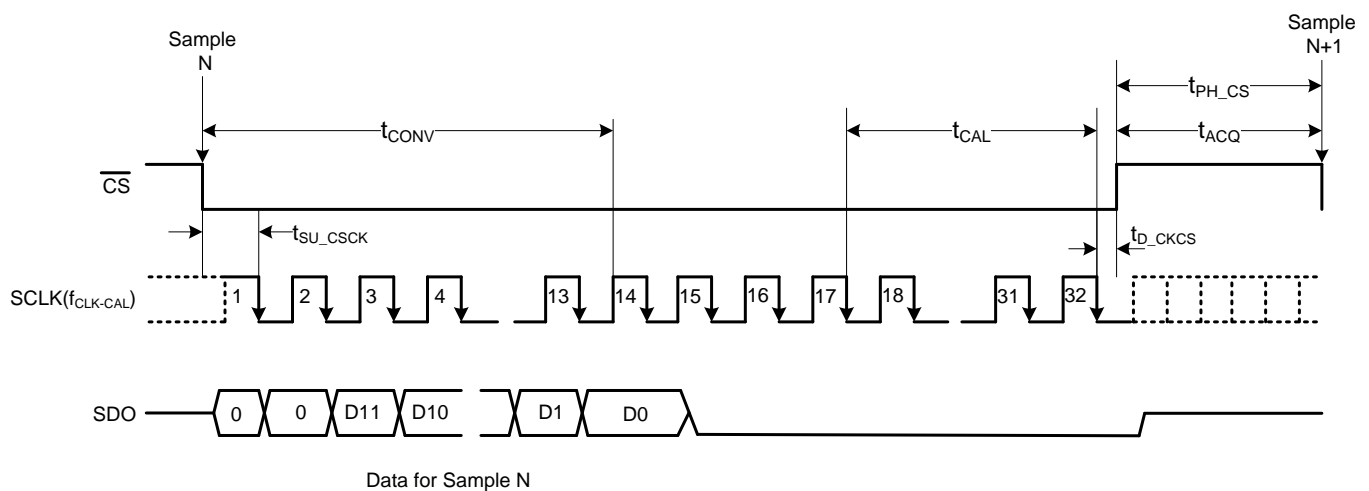 Sample
N
Sample
N+1
tPH_CS
tCONV
tCAL
tACQ
CS
tSU_CSCK
tD_CKCS
SCLK(fCLK-CAL)
1
2
3
4
13
14
15
16
17
18
31
32
SDO
0
0
D11
D10
D1
D0
Data for Sample N